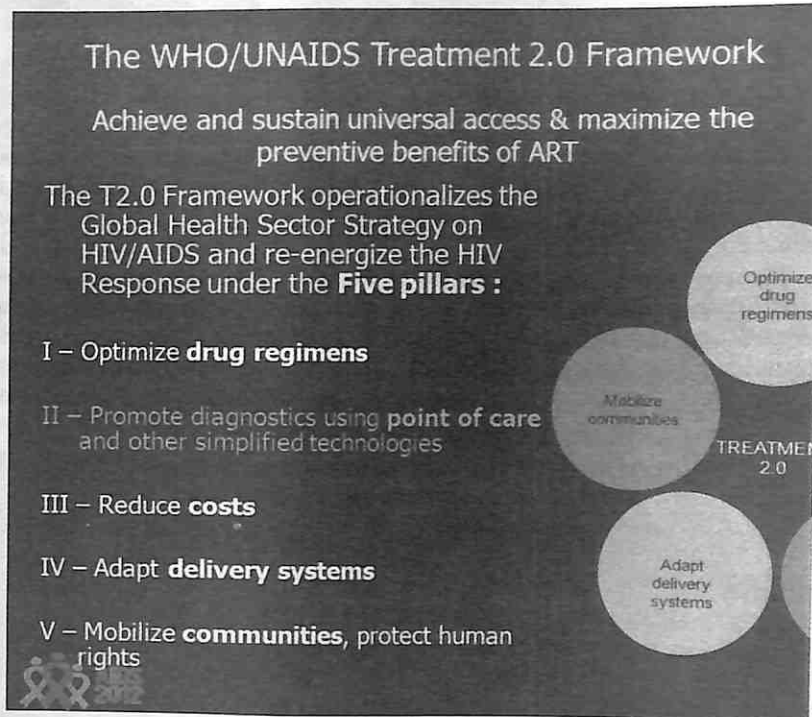 The WHO/UNAIDS Treatment 2.0 Framework
Achieve and sustain universal access & maximize the
preventive benefits of ART
The T2.0 Framework operationalizes the
Global Health Sector Strategy on
HIV/AIDS and re-energize the HIV
Response under the Five pillars :
I – Optimize drug regimens
II – Promote diagnostics using point of care
and other simplified technologies
III – Reduce costs
IV – Adapt delivery systems
V – Mobilize communities, protect human
rights
Optimize
drug
regimens
Mobilize
communities
TREATMEN
2.0
Adapt
delivery
systems
2012